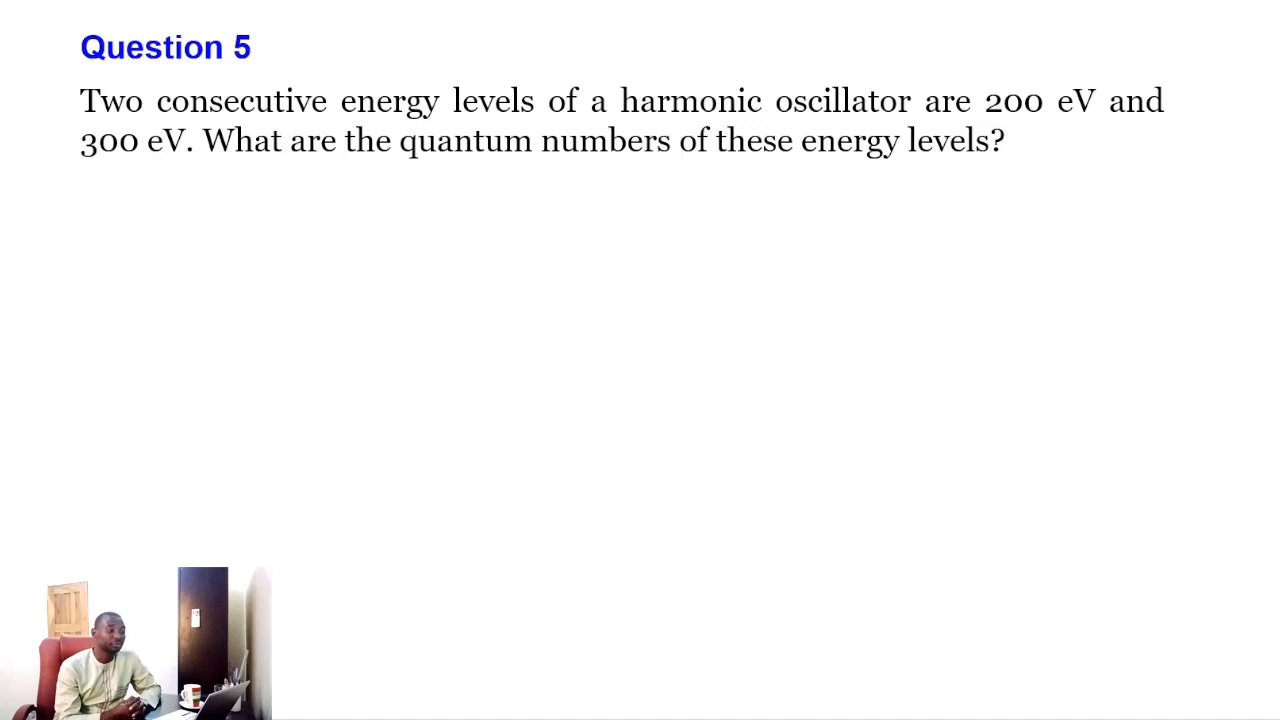 Question 5
Two consecutive energy levels of a harmonic oscillator are 200 eV and
300 eV. What are the quantum numbers of these energy levels?